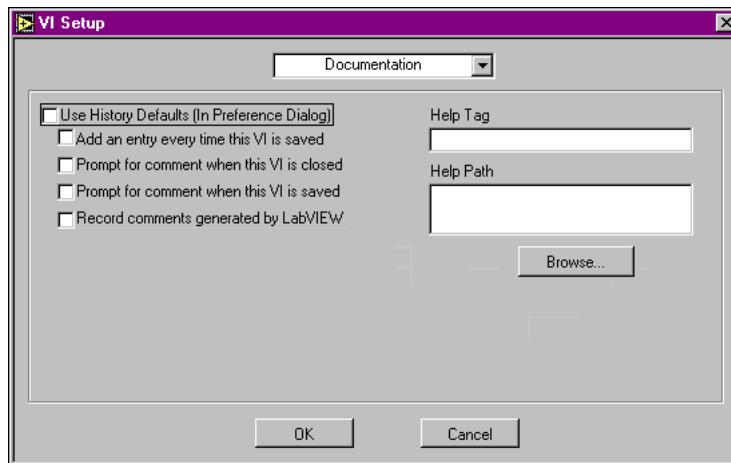 VI Setup
Documentation
Use History Defaults (In Preference Dialog)
Add an entry every time this VI is saved
Prompt for comment when this VI is closed
Prompt for comment when this VI is saved
Record comments generated by LabVIEW
Help Tag
Help Path
Browse...
OK
Cancel